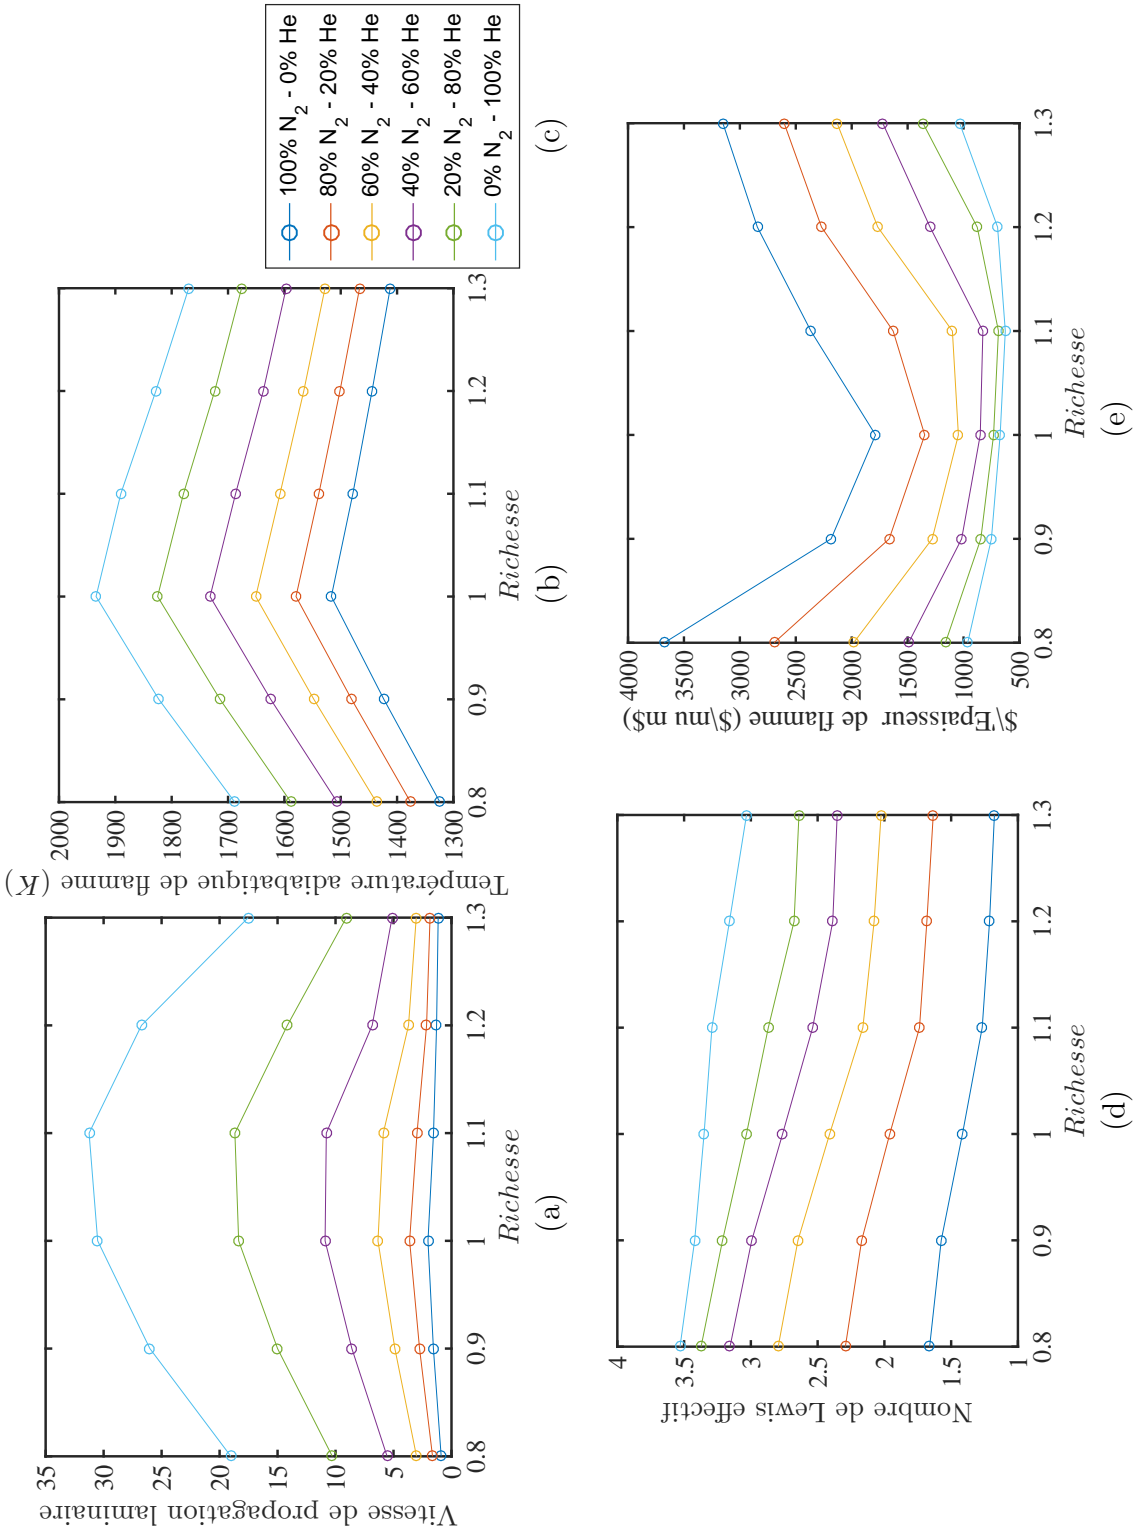 Vitesse de propagation laminaire
35
30
25
20
15
10
5
0
0.8
0.9
1
1.1
1.2
1.3
Richesse
(a)
Température adiabatique de flamme (K)
2000
1900
1800
1700
1600
1500
1400
1300
0.8
0.9
1
1.1
1.2
1.3
Richesse
(b)
100% N2 - 0% He
80% N2 - 20% He
60% N2 - 40% He
40% N2 - 60% He
20% N2 - 80% He
0% N2 - 100% He
(c)
Nombre de Lewis effectif
4
3.5
3
2.5
2
1.5
1
0.8
0.9
1
1.1
1.2
1.3
Richesse
(d)
$\'Epaisseur de flamme ($\mu m$)
4000
3500
3000
2500
2000
1500
1000
500
0.8
0.9
1
1.1
1.2
1.3
Richesse
(e)